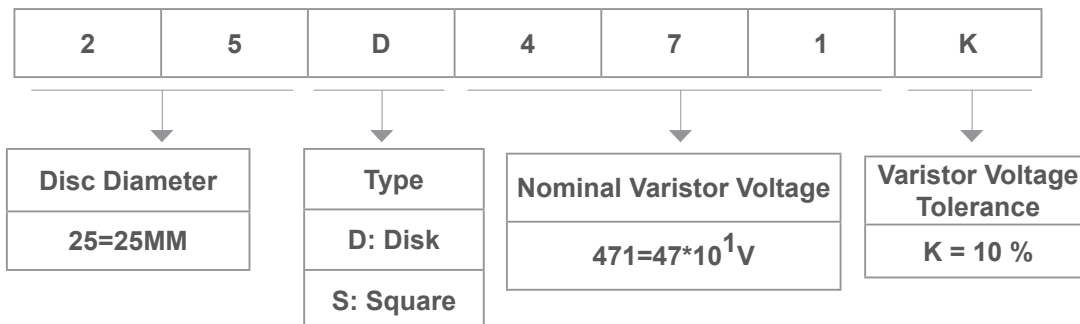 2 5 D 4 7 1 K
Disc Diameter
25=25MM
Type
D: Disk
S: Square
Nominal Varistor Voltage
471=47*10¹V
Varistor Voltage
Tolerance
K = 10 %